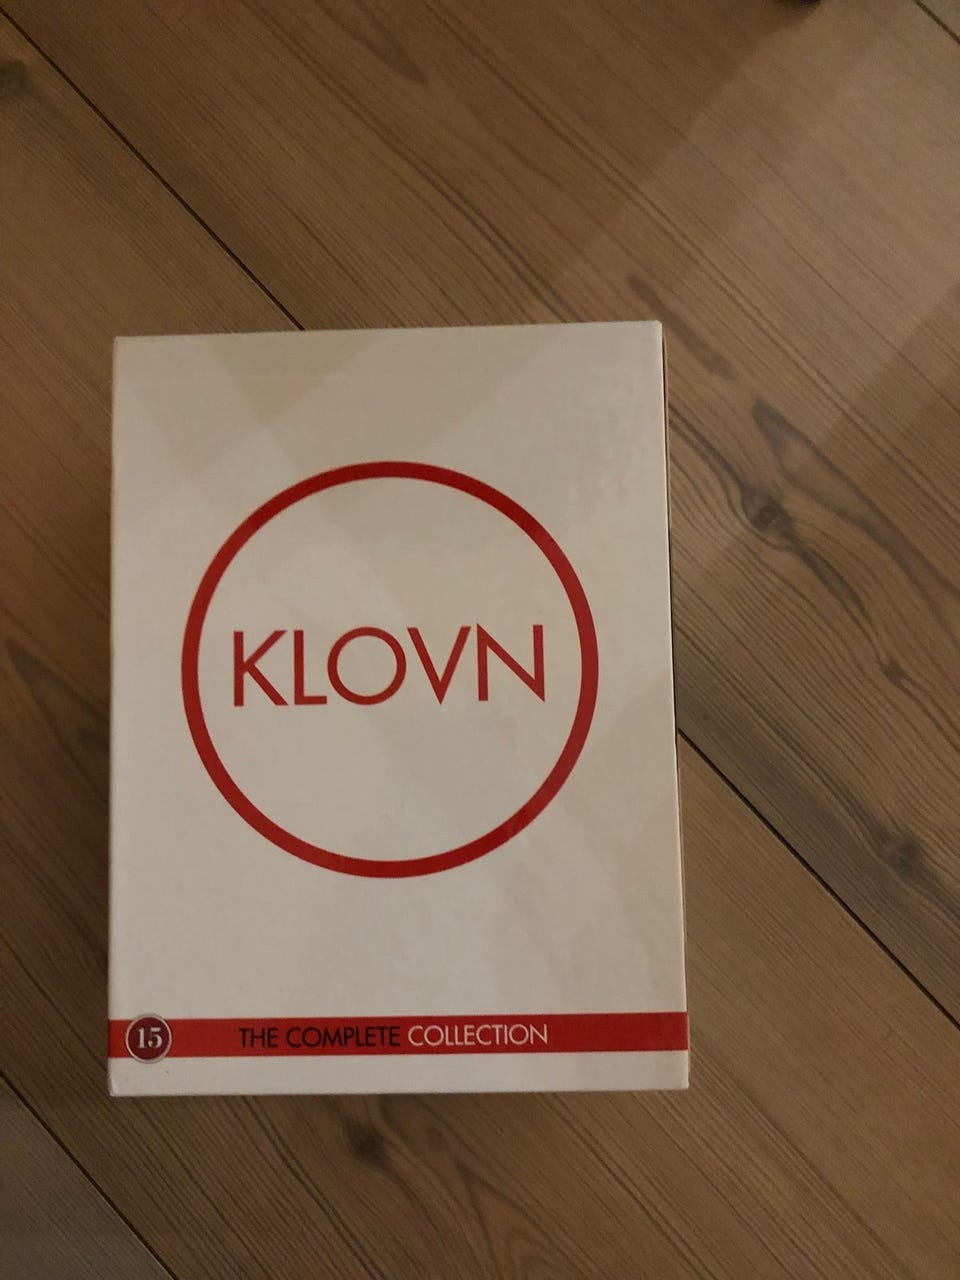 KLOVN
15 THE COMPLETE COLLECTION